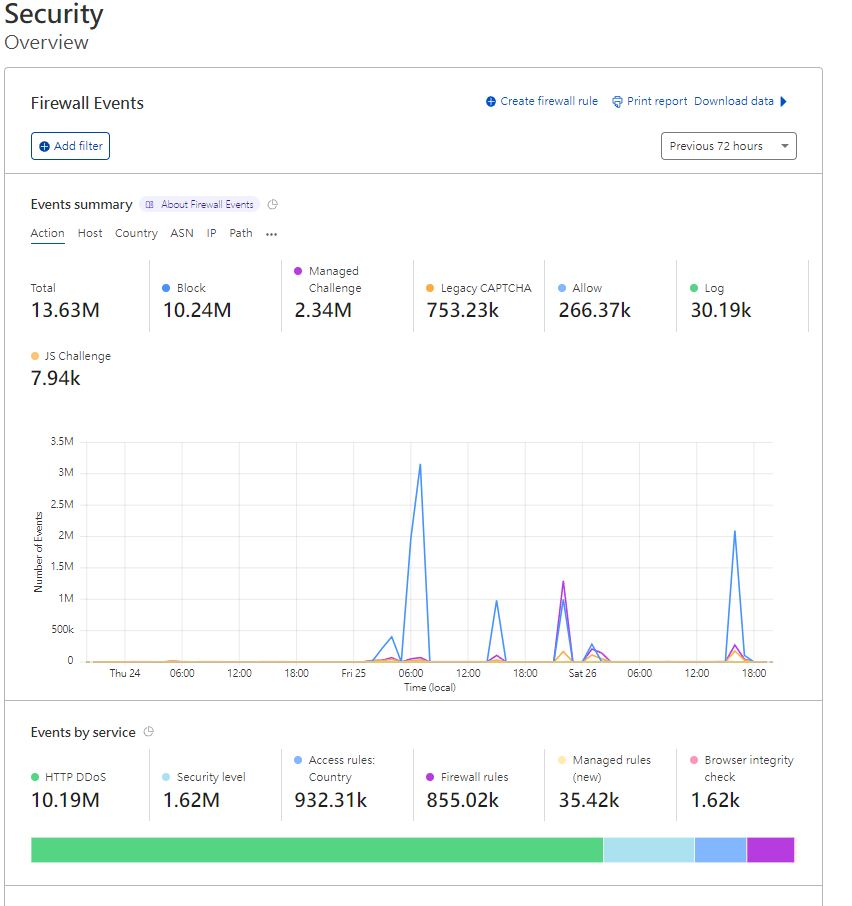 Security
Overview
Firewall Events
Create firewall rule Print report Download data
Add filter
Previous 72 hours
Events summary About Firewall Events
Action Host Country ASN IP Path ...
Total
13.63M
Block
10.24M
Managed
Challenge
2.34M
Legacy CAPTCHA
753.23k
Allow
266.37k
Log
30.19k
JS Challenge
7.94k
Number of Events
3.5M
3M
2.5M
2M
1.5M
1M
500k
0
Thu 24 06:00 12:00 18:00 Fri 25 06:00 12:00 18:00 Sat 26 06:00 12:00 18:00
Time (local)
Events by service
HTTP DDoS
10.19M
Security level
1.62M
Access rules:
Country
932.31k
Firewall rules
855.02k
Managed rules
(new)
35.42k
Browser integrity
check
1.62k